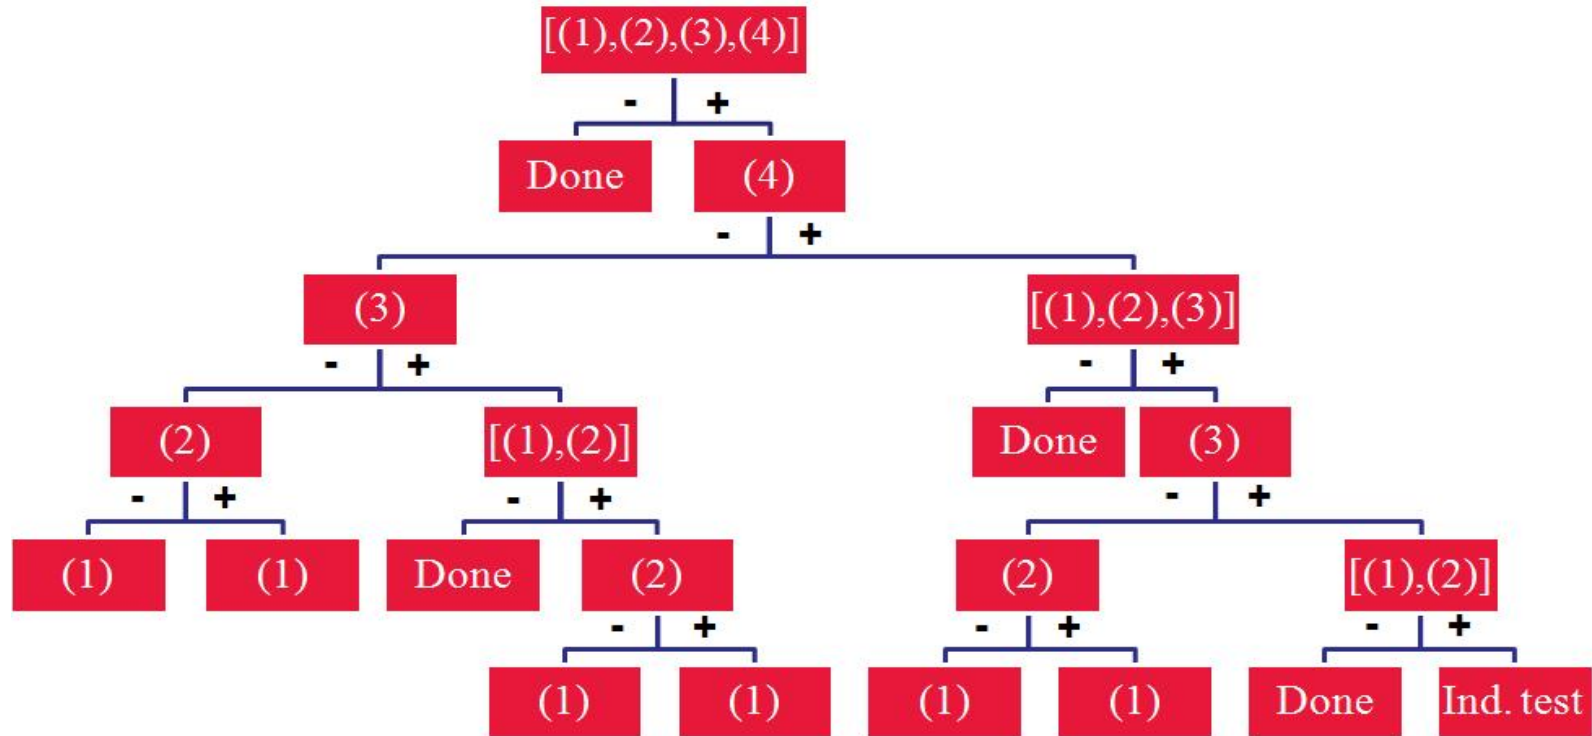 [(1),(2),(3),(4)]
- +
Done (4)
- +
(3) [(1),(2),(3)]
- + - +
(2) [(1),(2)] Done (3)
- + - + - +
(1) (1) Done (2) (2) [(1),(2)]
- + - + - +
(1) (1) (1) (1) Done Ind. test